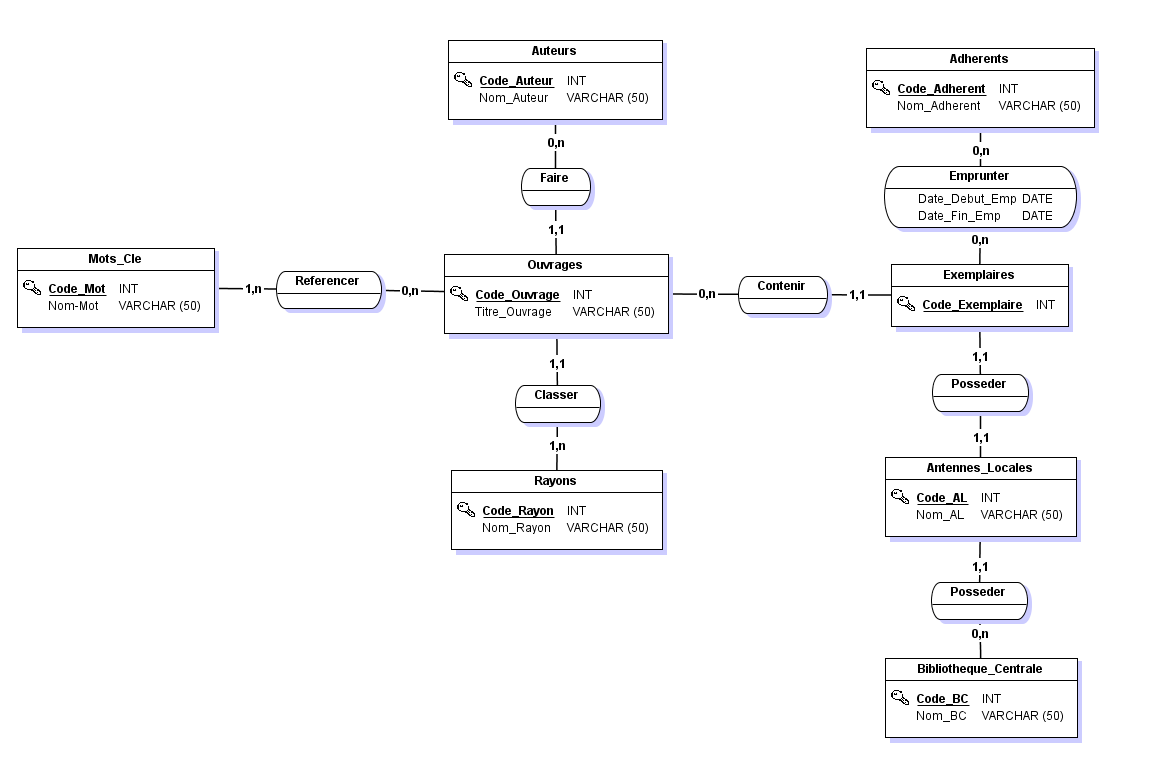 Auteurs
Code_Auteur INT
Nom_Auteur VARCHAR (50)
0,n
Faire
1,1
Adherents
Code_Adherent INT
Nom_Adherent VARCHAR (50)
0,n
Emprunter
Date_Debut_Emp DATE
Date_Fin_Emp DATE
0,n
Mots_Cle
Code_Mot INT
Nom-Mot VARCHAR (50)
1,n
Referencer
0,n
Ouvrages
Code_Ouvrage INT
Titre_Ouvrage VARCHAR (50)
0,n
Contenir
1,1
Exemplaires
Code_Exemplaire INT
1,1
Classer
1,n
Rayons
Code_Rayon INT
Nom_Rayon VARCHAR (50)
1,1
Posseder
1,1
Antennes_Locales
Code_AL INT
Nom_AL VARCHAR (50)
1,1
Posseder
0,n
Bibliotheque_Centrale
Code_BC INT
Nom_BC VARCHAR (50)